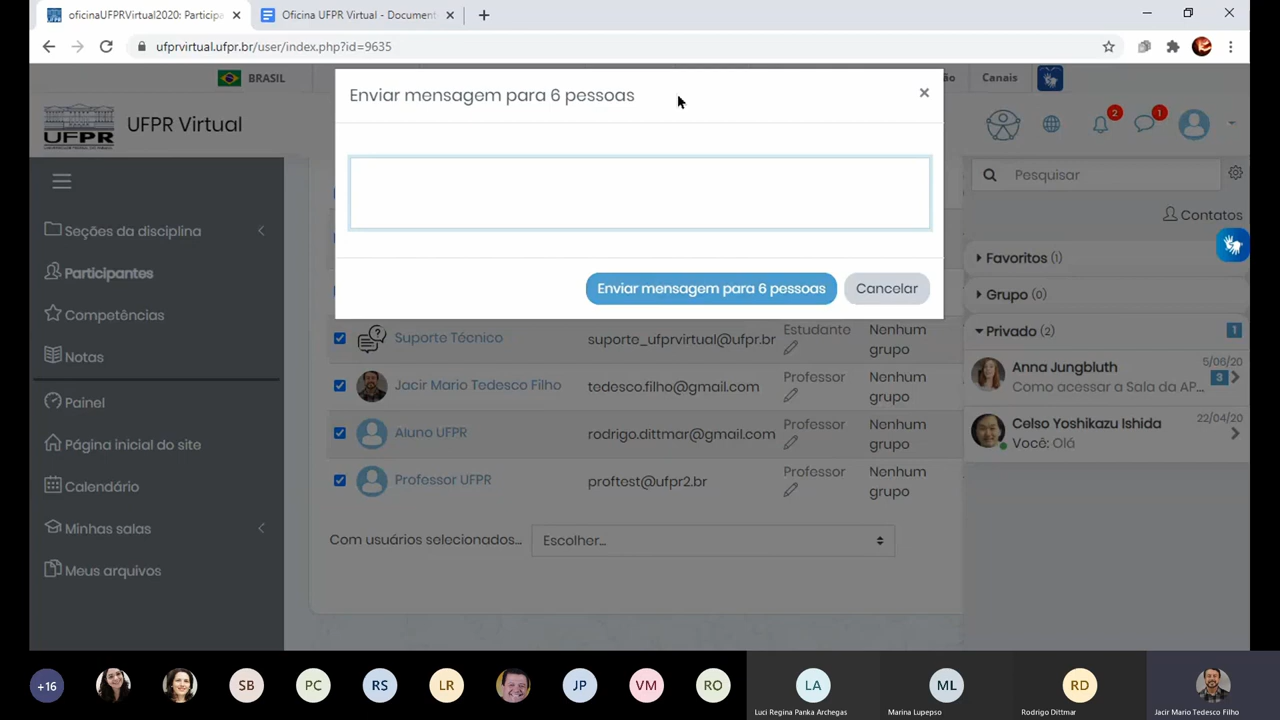 oficinaUFPRVirtual2020: Participa
Oficina UFPR Virtual - Document
ufprvirtual.ufpr.br/user/index.php?id=9635
BRASIL
ão
Canais
Enviar mensagem para 6 pessoas
UFPR
UFPR Virtual
2
1
Pesquisar
Contatos
Seções da disciplina
Participantes
Competências
Notas
Painel
Página inicial do site
Calendário
Minhas salas
Meus arquivos
Enviar mensagem para 6 pessoas
Cancelar
Suporte Técnico
suporte_ufprvirtual@ufpr.br
Estudante
Nenhum
grupo
Jacir Mario Tedesco Filho
tedesco.filho@gmail.com
Professor
Nenhum
grupo
Aluno UFPR
rodrigo.dittmar@gmail.com
Professor
Nenhum
grupo
Professor UFPR
proftest@ufpr2.br
Professor
Nenhum
grupo
Com usuários selecionados...
Escolher...
Favoritos (1)
Grupo (0)
Privado (2)
1
Anna Jungbluth
5/06/20
Como acessar a Sala da AP...
3
Celso Yoshikazu Ishida
22/04/20
Você: Olá
+16
SB
PC
RS
LR
JP
VM
RO
LA
Luci Regina Panka Archegas
ML
Marina Lupepso
RD
Rodrigo Dittmar
Jacir Mario Tedesco Filho